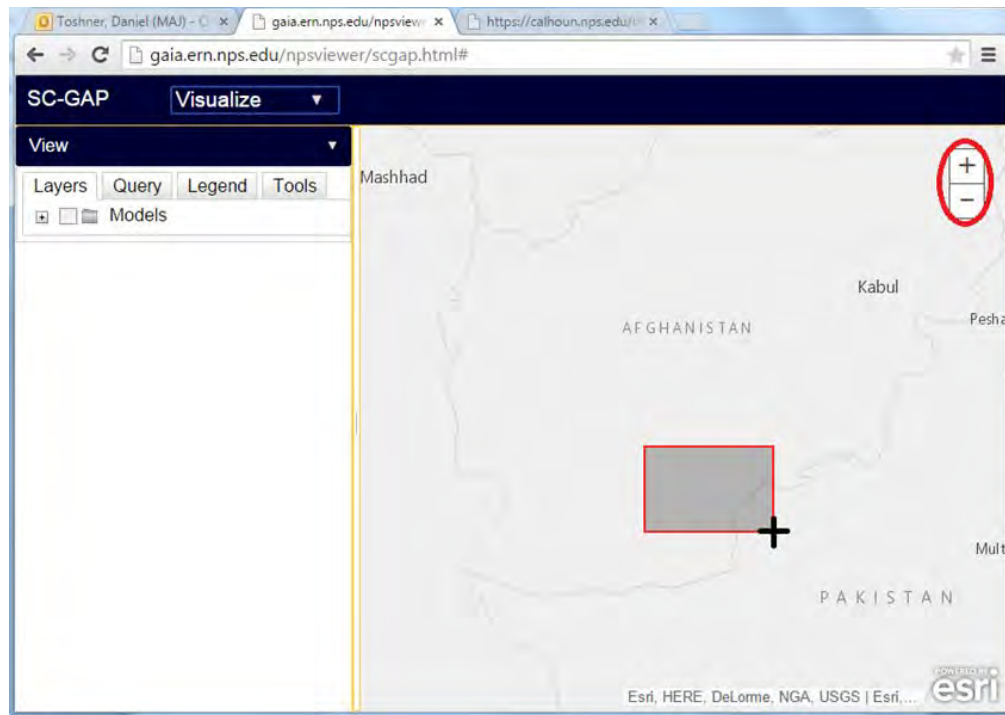 Toshner, Daniel (MAJ) - O
gaia.ern.nps.edu/npsview
https://calhoun.nps.edu/
gaia.ern.nps.edu/npsviewer/scgap.html#
SC-GAP
Visualize
View
Layers Query Legend Tools
Models
Mashhad
Kabul
AFGHANISTAN
Pesha
Mult
PAKISTAN
POWERED BY
esri
Esri, HERE, DeLorme, NGA, USGS | Esri,...